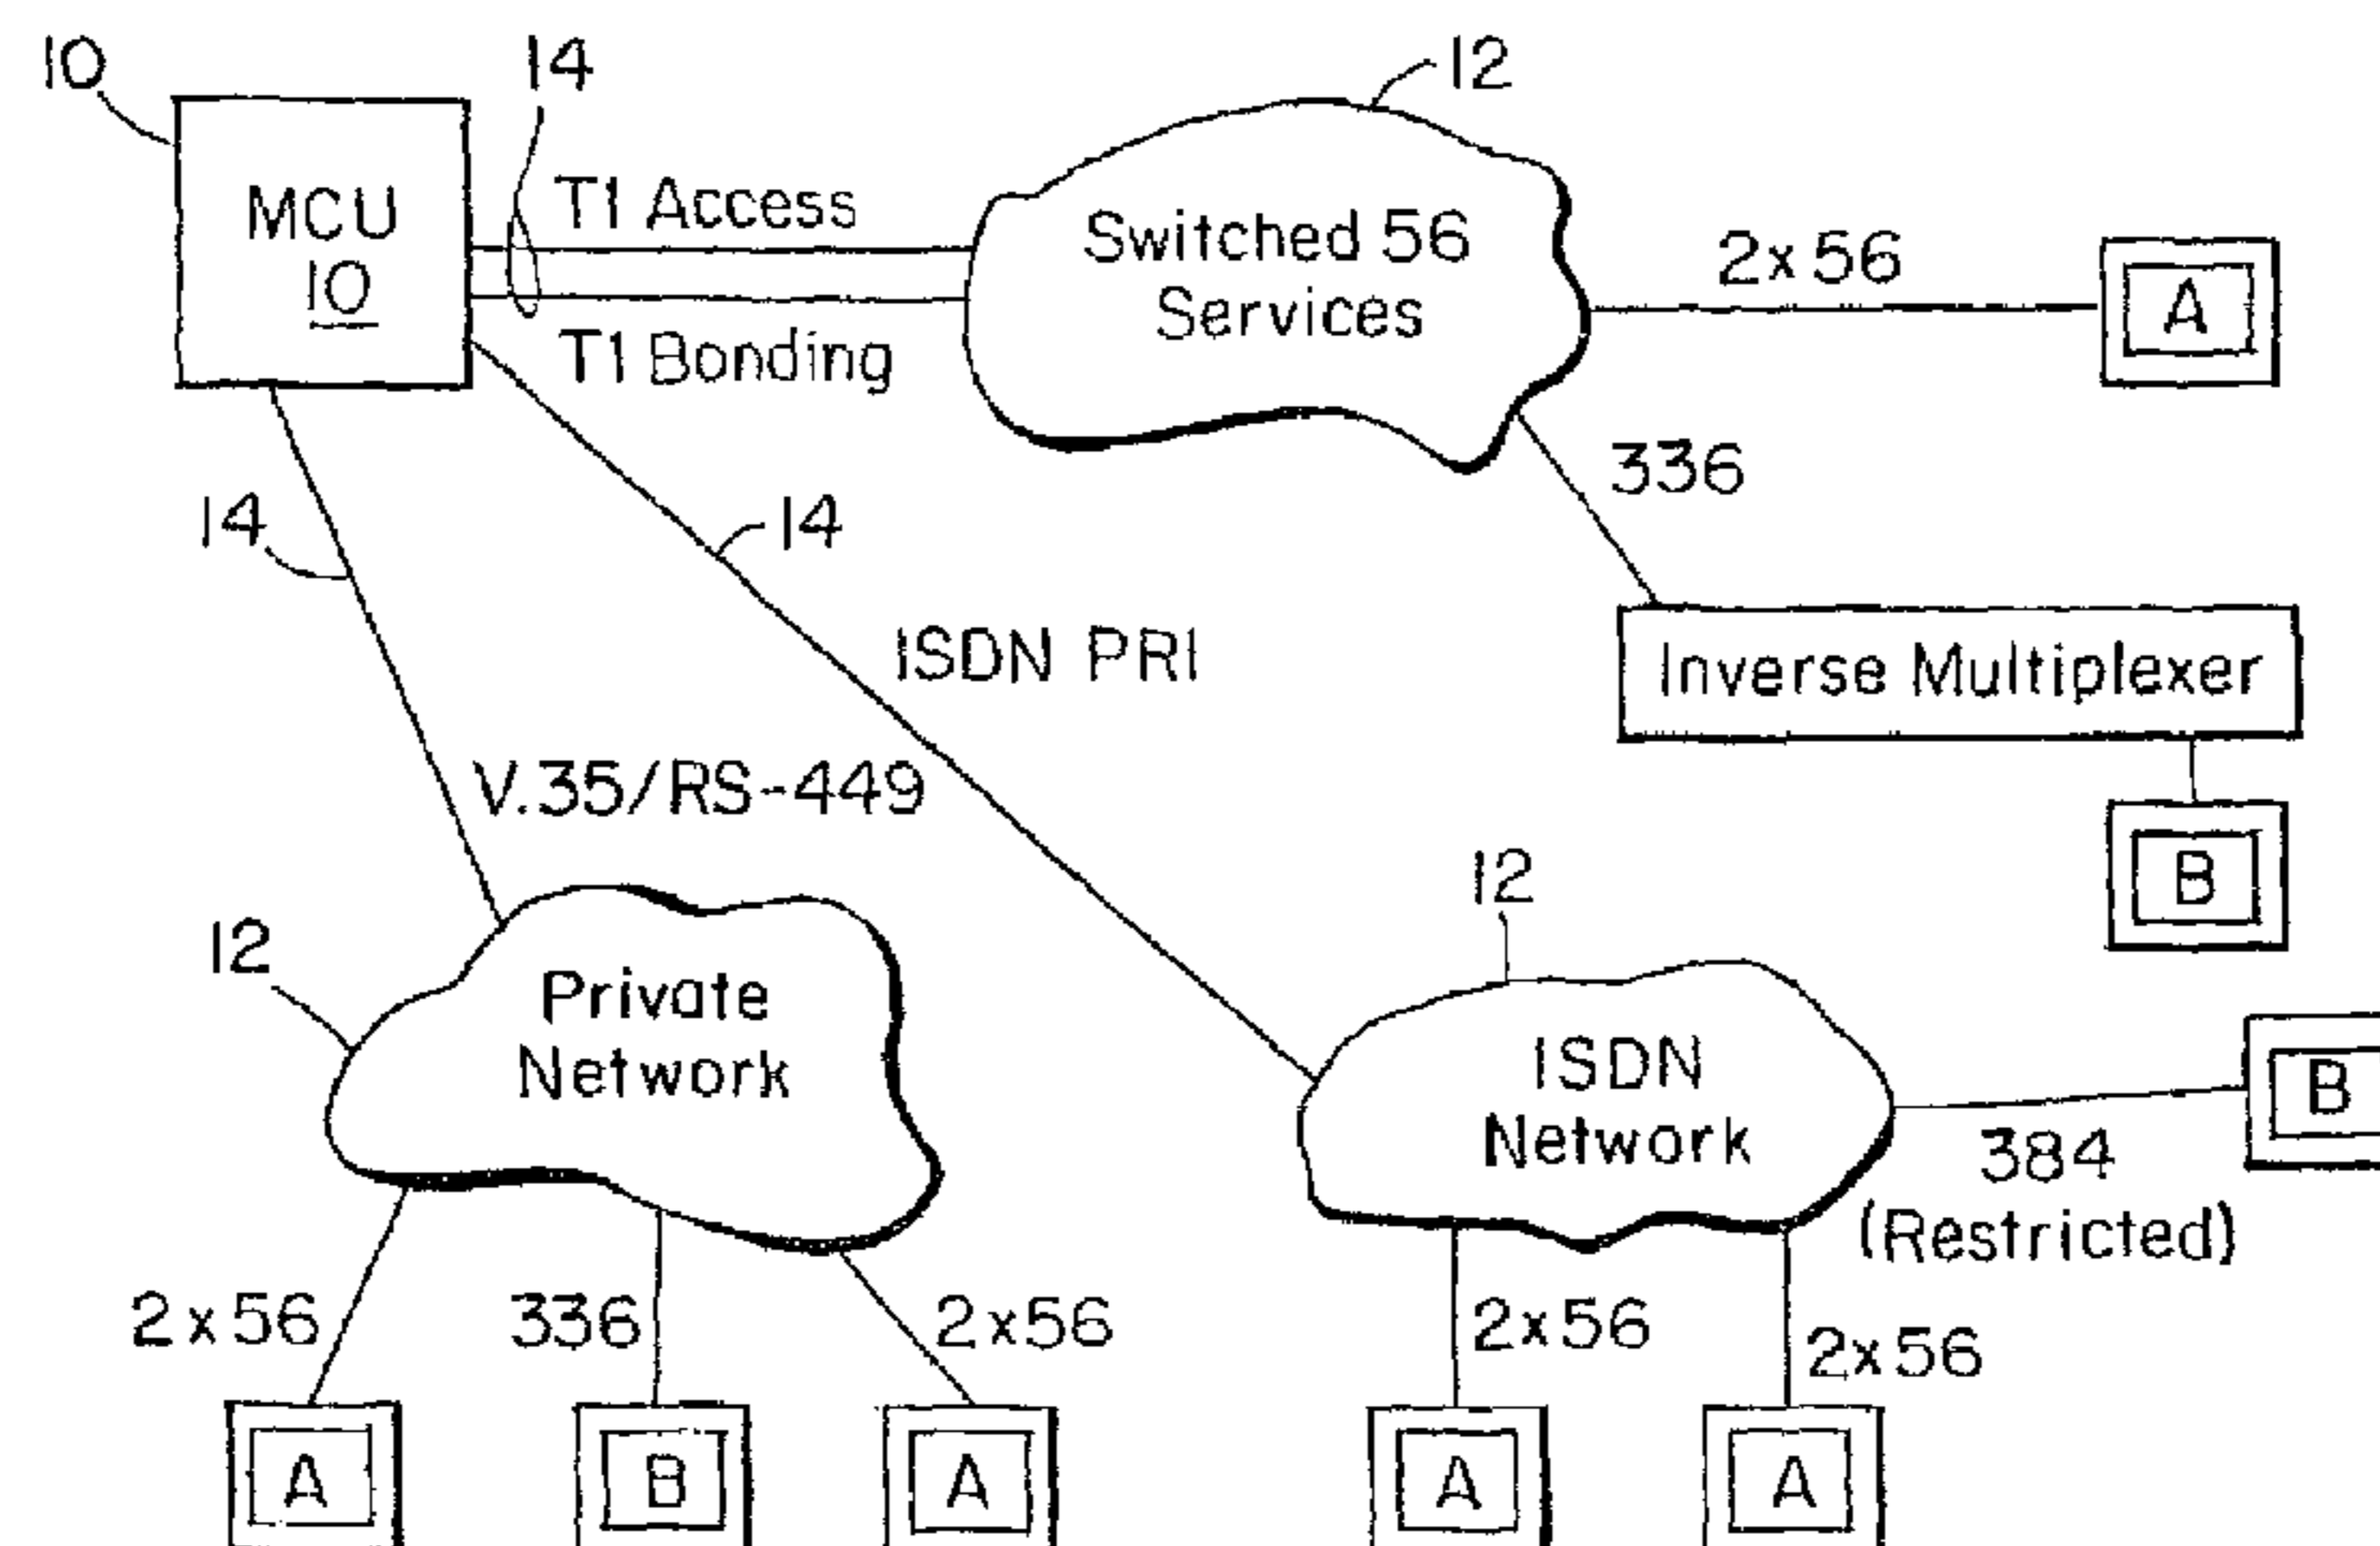 10
14
12
MCU
10
T1 Access
T1 Bonding
Switched 56
Services
2x56
A
336
14
14
ISDN PRI
Inverse Multiplexer
V.35/RS-449
B
12
12
Private
Network
ISDN
Network
B
384
(Restricted)
2x56
336
2x56
2x56
2x56
A
B
A
A
A